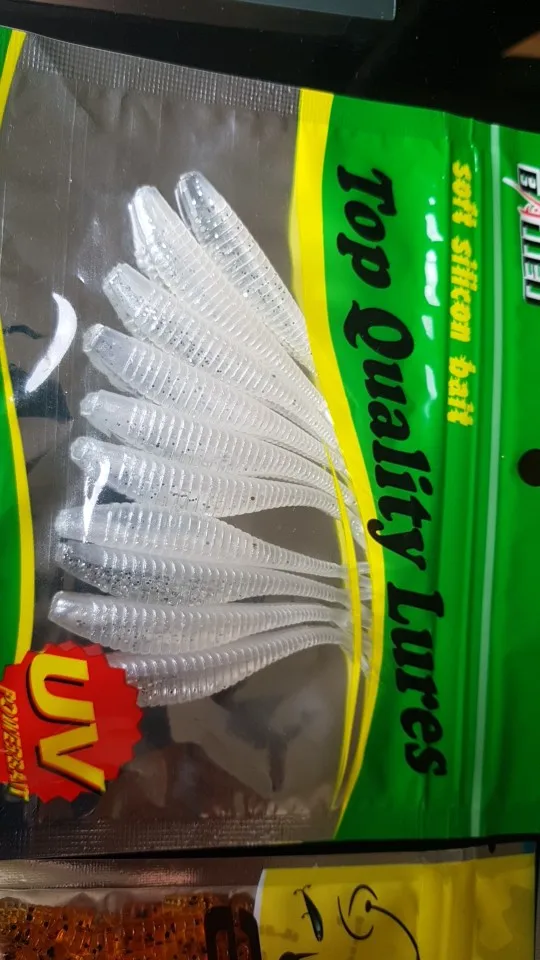 soft silicon bait
Top Quality Lures
UV
POWERBAIT